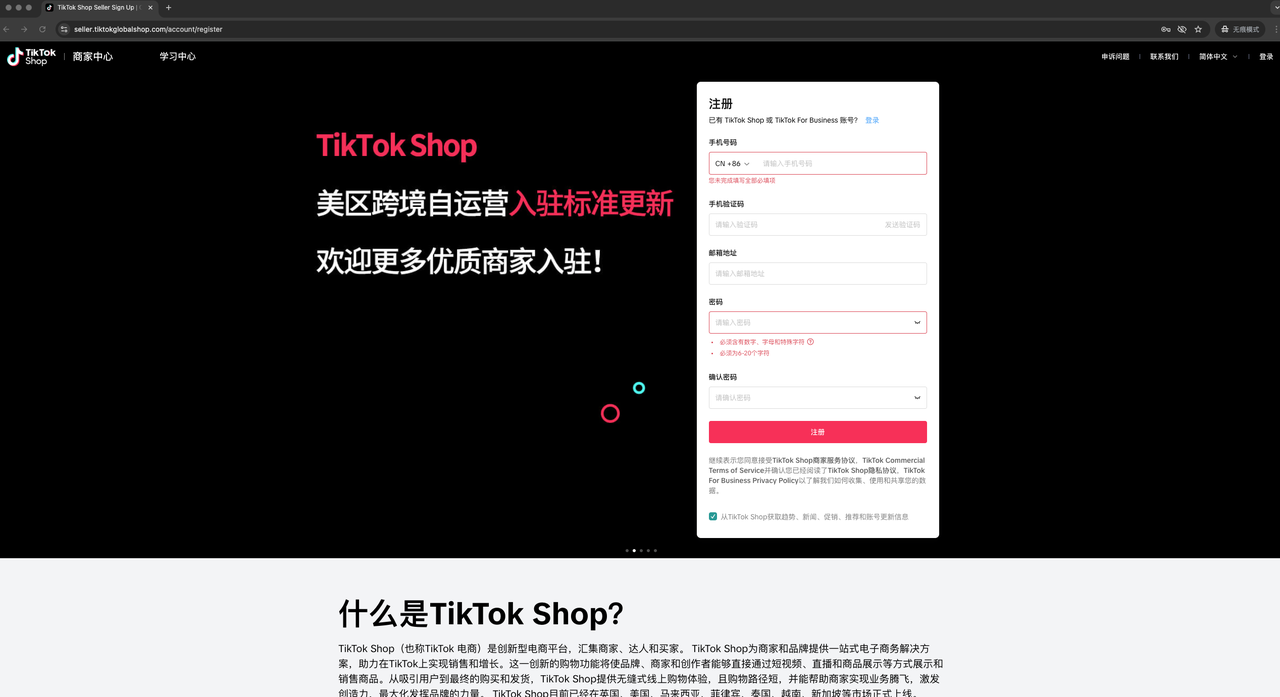 TikTok Shop Seller Sign Up |
seller.tiktokglobalshop.com/account/register
无痕模式
TikTok Shop
商家中心
学习中心
申诉问题
联系我们
简体中文
登录
TikTok Shop
美区跨境自运营入驻标准更新
欢迎更多优质商家入驻！
注册
已有 TikTok Shop 或 TikTok For Business 账号？ 登录
手机号码
CN +86 请输入手机号码
您未完成填写全部必填项
手机验证码
请输入验证码 发送验证码
邮箱地址
请输入邮箱地址
密码
请输入密码
必须含有数字、字母和特殊字符
必须为6-20个字符
确认密码
请确认密码
注册
继续表示您同意接受TikTok Shop商家服务协议，TikTok Commercial
Terms of Service并确认您已经阅读了TikTok Shop隐私协议，TikTok
For Business Privacy Policy以了解我们如何收集、使用和共享您的数
据。
从TikTok Shop获取趋势、新闻、促销、推荐和账号更新信息
什么是TikTok Shop？
TikTok Shop（也称TikTok 电商）是创新型电商平台，汇集商家、达人和买家。 TikTok Shop为商家和品牌提供一站式电子商务解决方
案，助力在TikTok上实现销售和增长。这一创新的购物功能将使品牌、商家和创作者能够直接通过短视频、直播和商品展示等方式展示和
销售商品。从吸引用户到最终的购买和发货，TikTok Shop提供无缝式线上购物体验，且购物路径短，并能帮助商家实现业务腾飞，激发
创造力，最大化发挥品牌的力量。 TikTok Shop目前已经在英国、美国、马来西亚、菲律宾、泰国、越南、新加坡等市场正式上线。